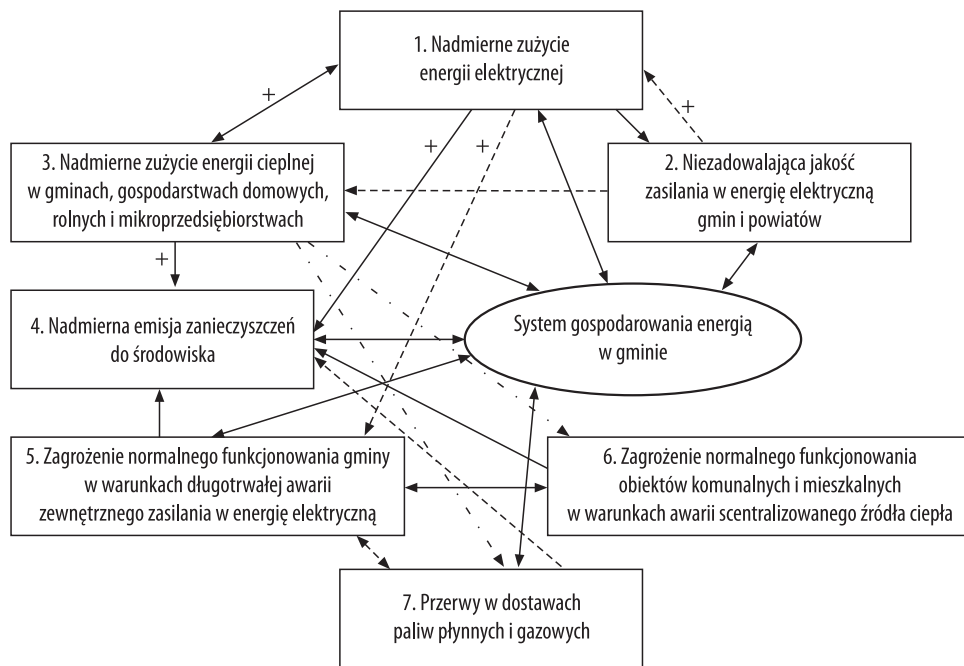 1. Nadmierne zużycie
energii elektrycznej
+
+
+
+
3. Nadmierne zużycie energii cieplnej
w gminach, gospodarstwach domowych,
rolnych i mikroprzedsiębiorstwach
2. Niezadowalająca jakość
zasilania w energię elektryczną
gmin i powiatów
+
4. Nadmierna emisja zanieczyszczeń
do środowiska
System gospodarowania energią
w gminie
5. Zagrożenie normalnego funkcjonowania gminy
w warunkach długotrwałej awarii
zewnętrznego zasilania w energię elektryczną
6. Zagrożenie normalnego funkcjonowania
obiektów komunalnych i mieszkalnych
w warunkach awarii scentralizowanego źródła ciepła
7. Przerwy w dostawach
paliw płynnych i gazowych